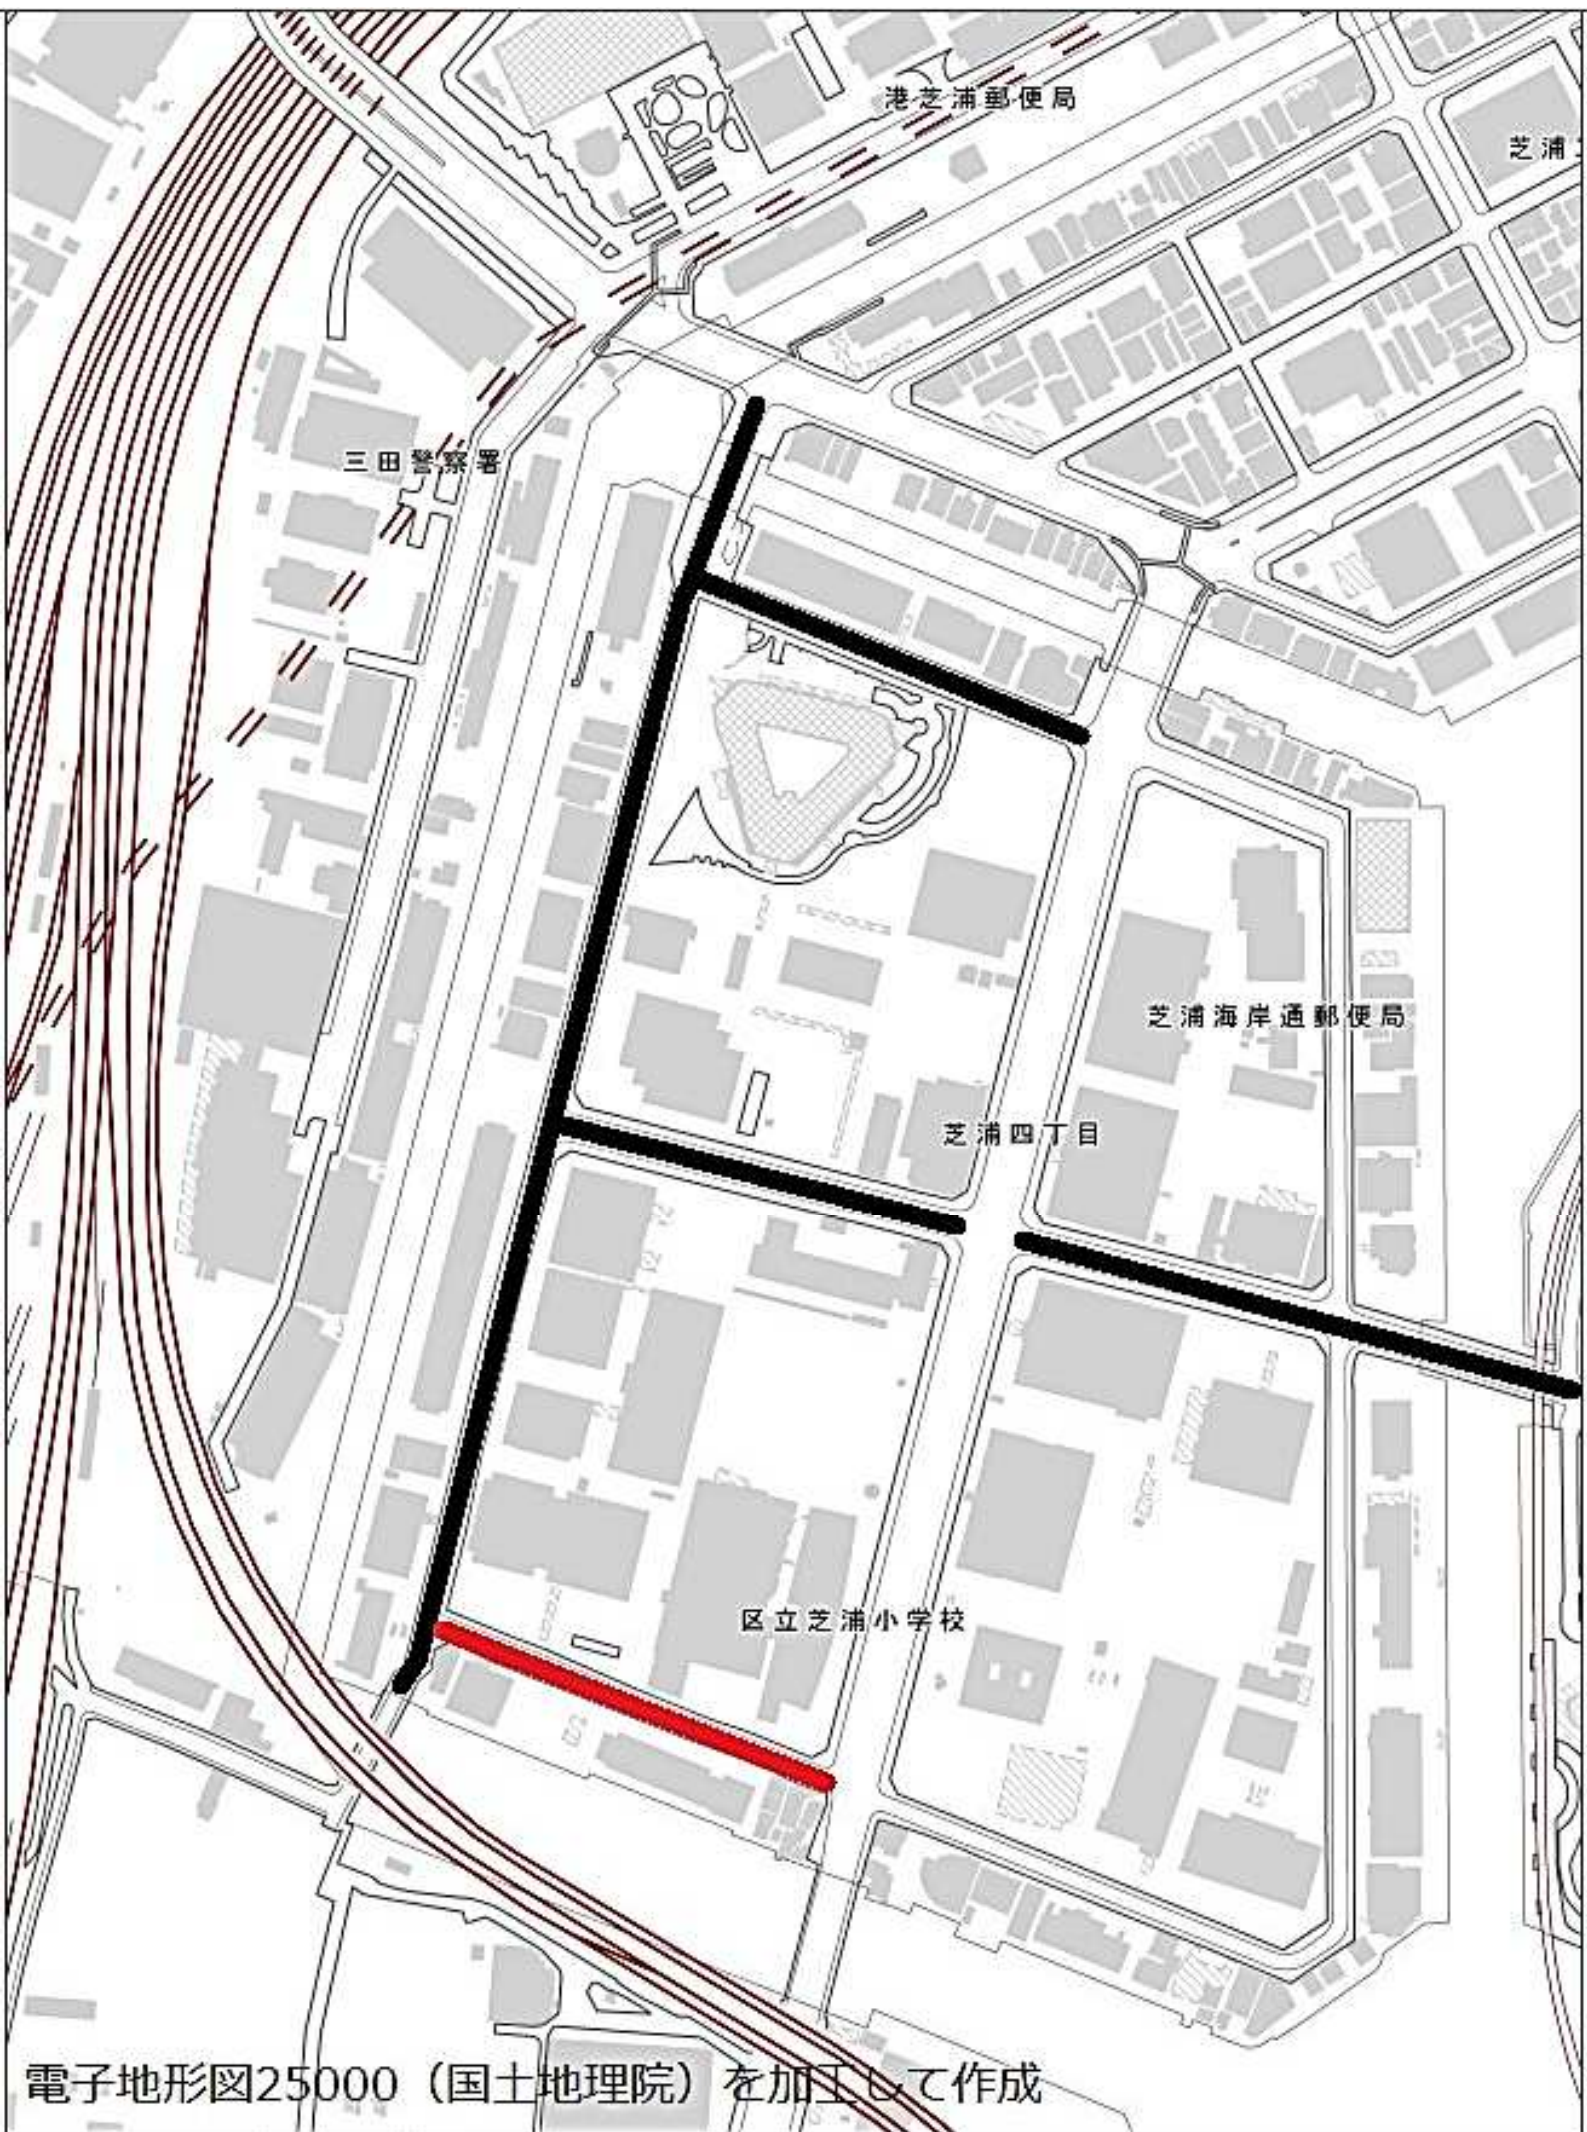 港芝浦郵便局
芝浦
三田警察署
芝浦海岸通郵便局
芝浦四丁目
区立芝浦小学校
電子地形図25000（国土地理院）を加工して作成